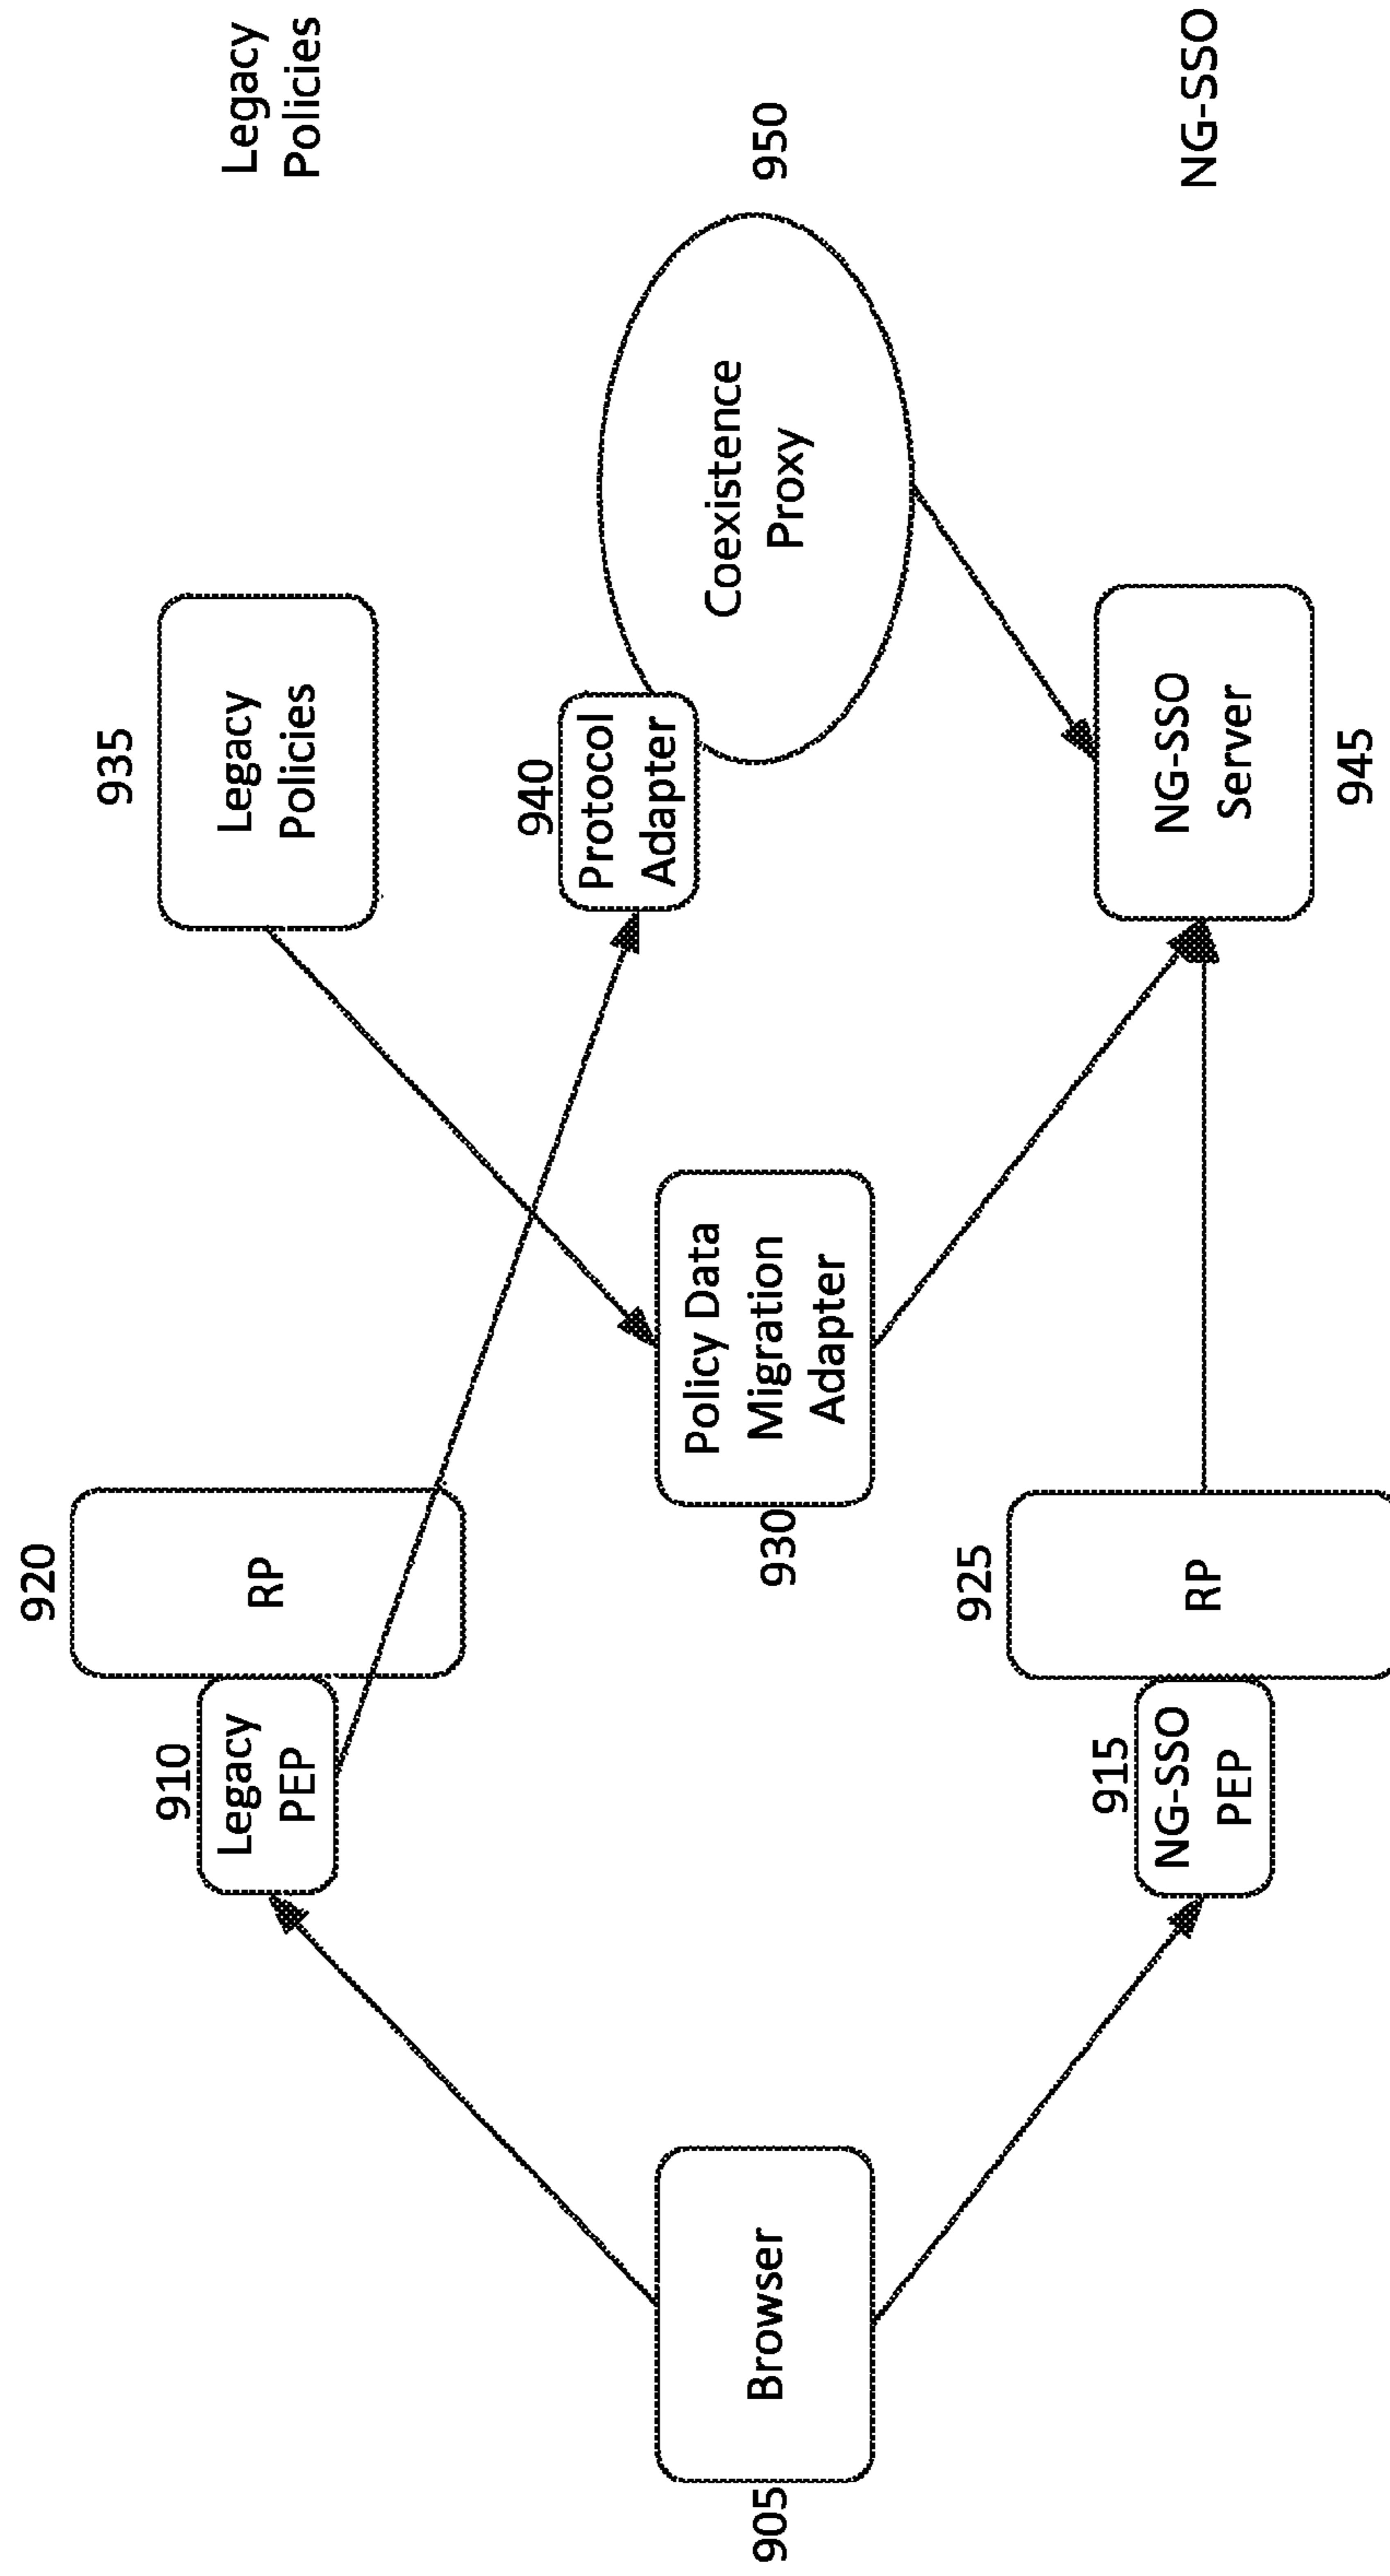 920
RP
910
Legacy
PEP
935
Legacy
Policies
Legacy
Policies
905
Browser
930
Policy Data
Migration
Adapter
940
Protocol
Adapter
Coexistence
Proxy
950
925
RP
915
NG-SSO
PEP
NG-SSO
Server
945
NG-SSO